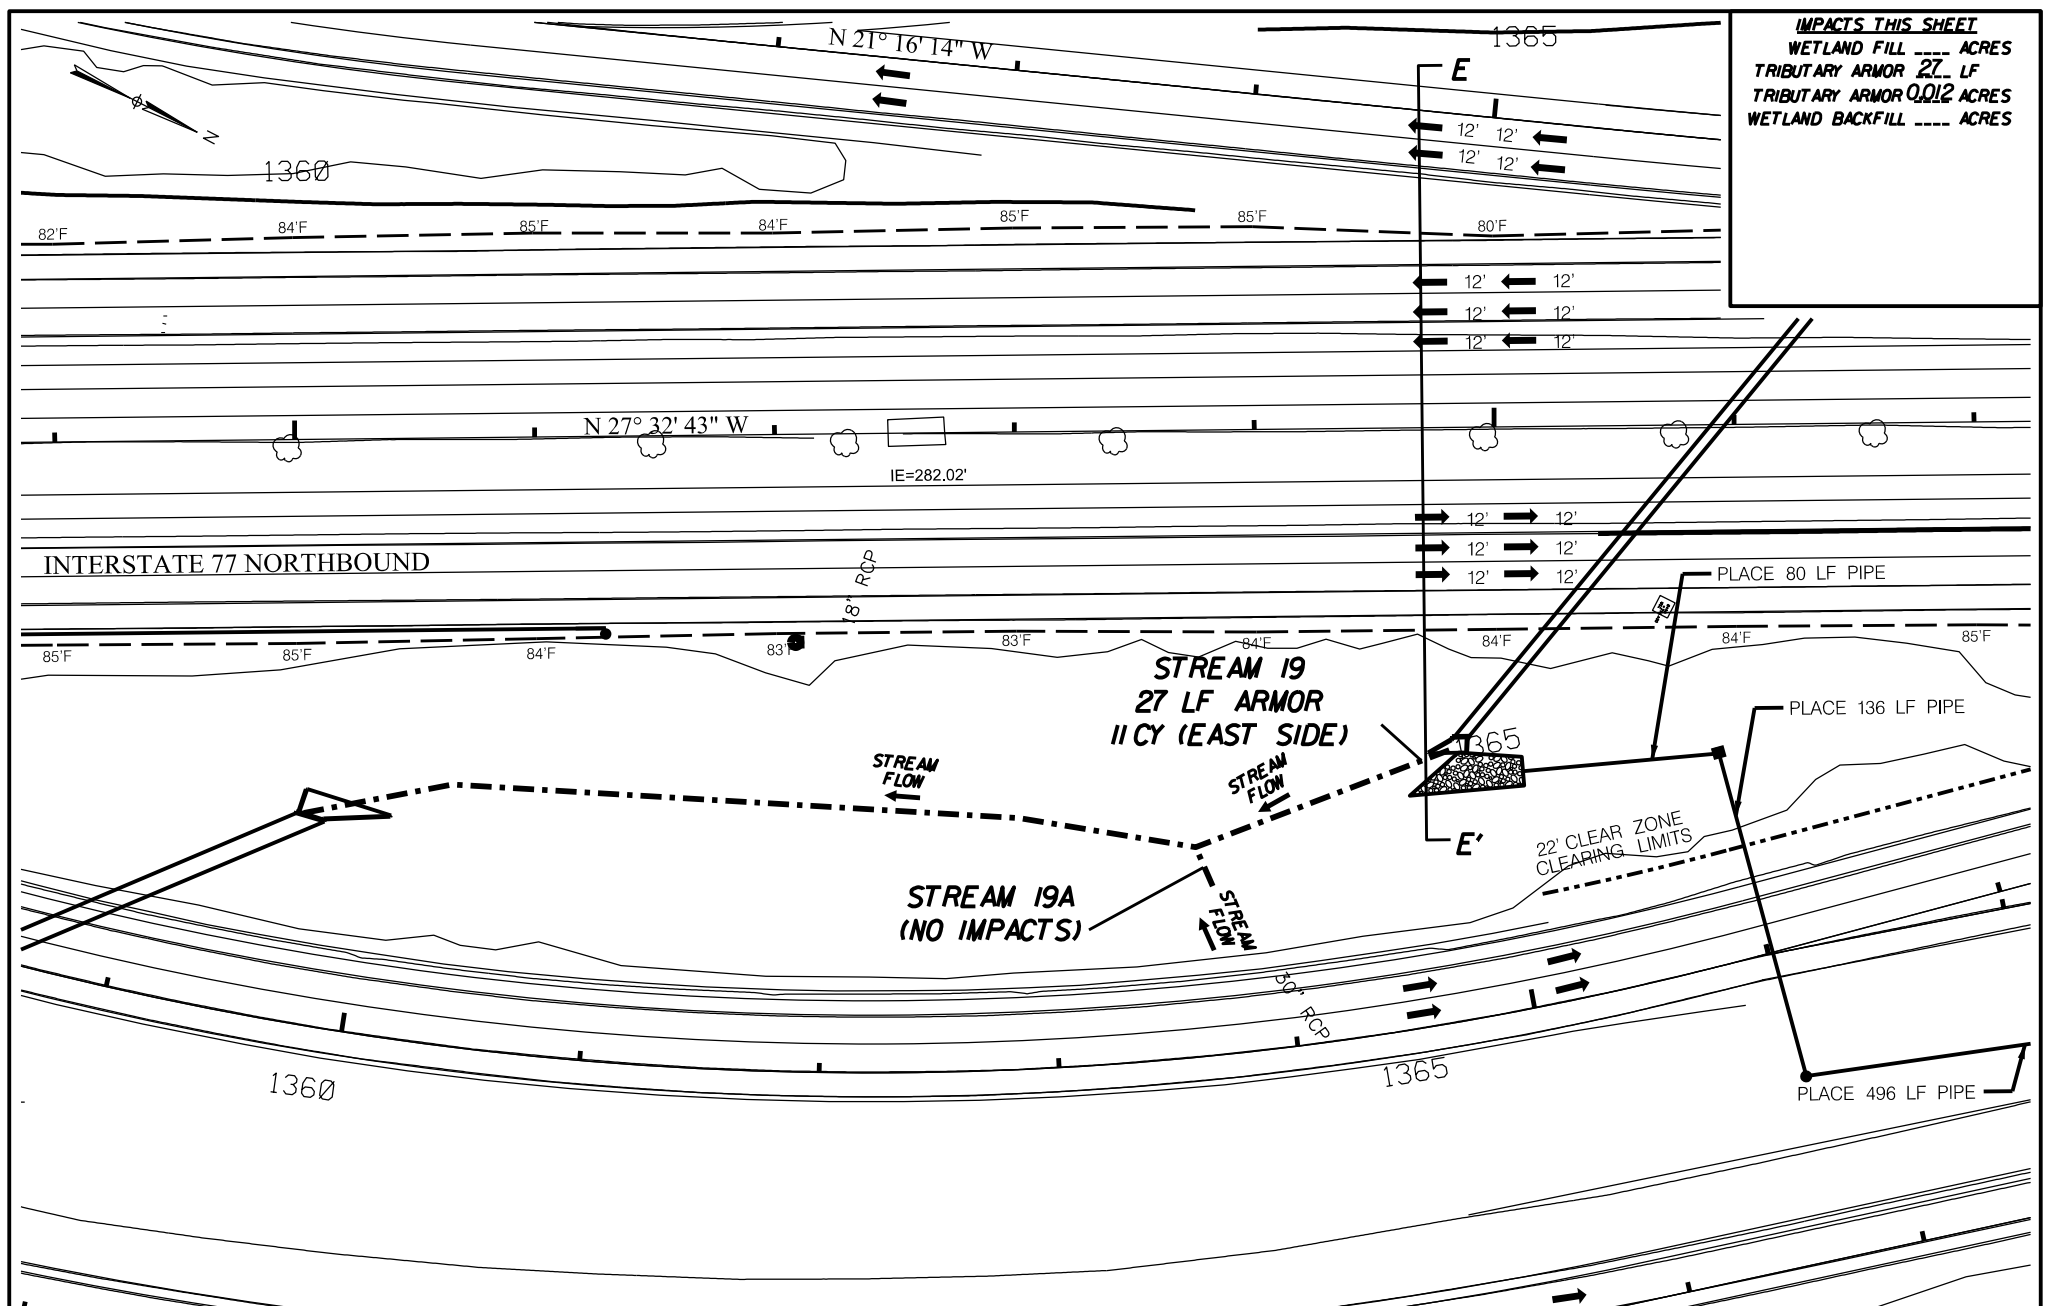 IMPACTS THIS SHEET
WETLAND FILL ____ ACRES
TRIBUTARY ARMOR 27 LF
TRIBUTARY ARMOR 0.012 ACRES
WETLAND BACKFILL ____ ACRES
N 21° 16' 14" W
1365
E
N
12' 12'
12' 12'
1360
82'F
84'F
85'F
84'F
85'F
85'F
80'F
12' 12'
12' 12'
12' 12'
N 27° 32' 43" W
IE=282.02'
12' 12'
12' 12'
12' 12'
INTERSTATE 77 NORTHBOUND
18" RCP
PLACE 80 LF PIPE
85'F
85'F
84'F
83'F
83'F
84'F
84'F
84'F
85'F
STREAM 19
27 LF ARMOR
11 CY (EAST SIDE)
PLACE 136 LF PIPE
1365
STREAM
FLOW
STREAM
FLOW
E'
22' CLEAR ZONE
CLEARING LIMITS
STREAM 19A
(NO IMPACTS)
STREAM
FLOW
30" RCP
1360
1365
PLACE 496 LF PIPE